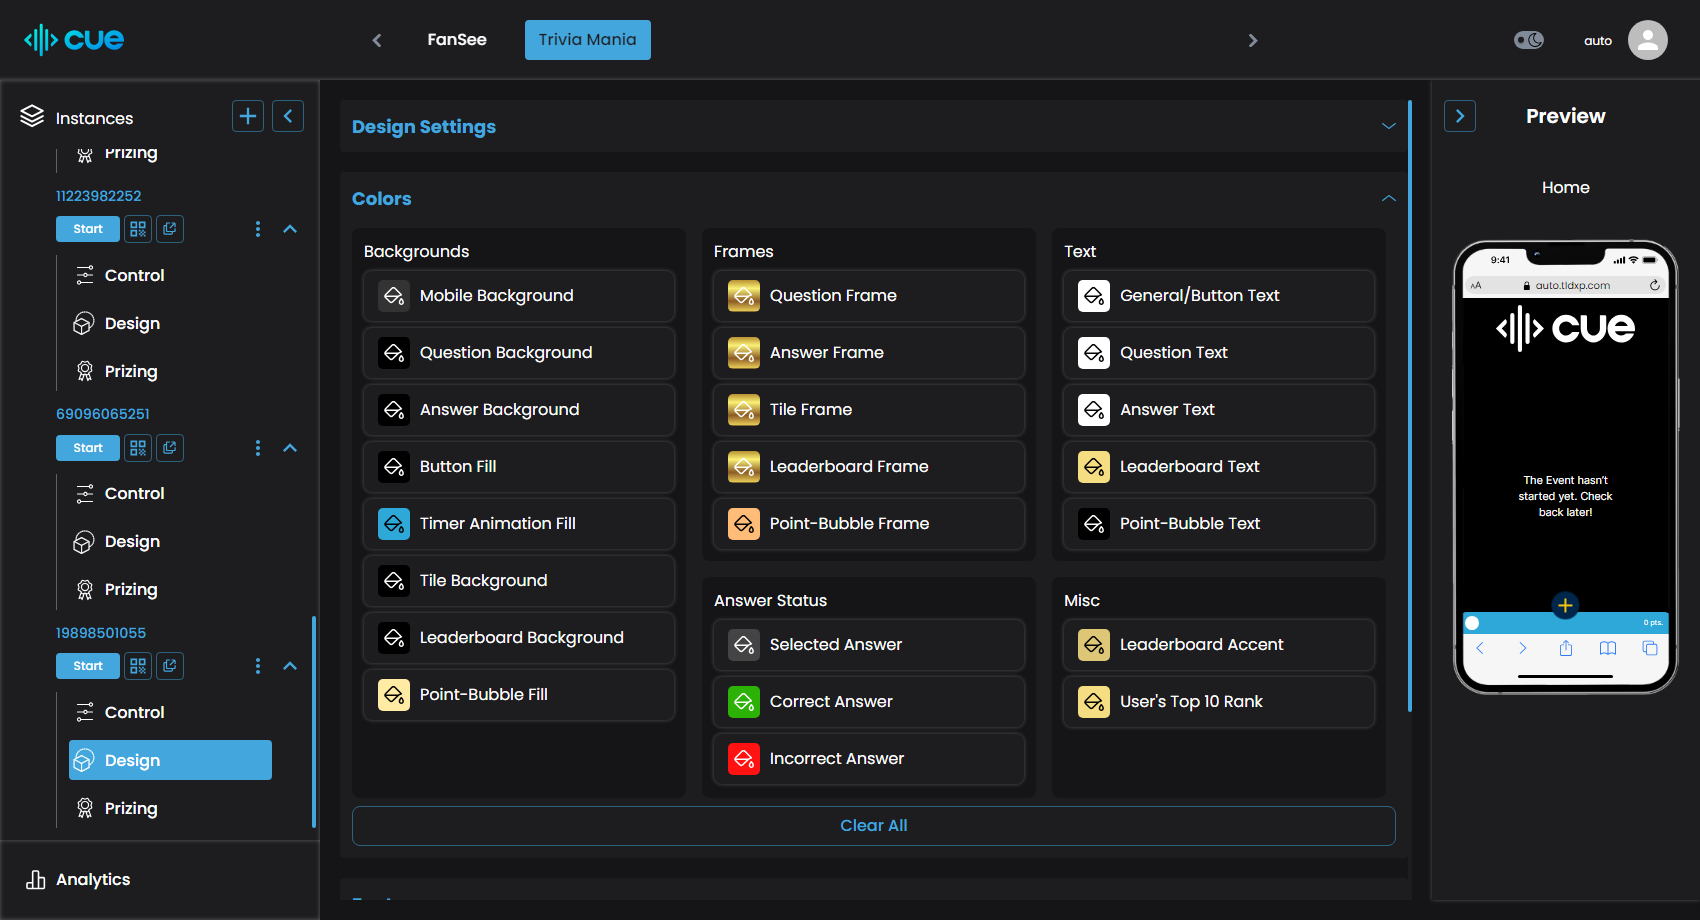 cue
FanSee
Trivia Mania
auto
Instances
Prizing
11223982252
Start
Control
Design
Prizing
69096065251
Start
Control
Design
Prizing
19898501055
Start
Control
Design
Prizing
Analytics
Design Settings
Colors
Backgrounds
Mobile Background
Question Background
Answer Background
Button Fill
Timer Animation Fill
Tile Background
Leaderboard Background
Point-Bubble Fill
Frames
Question Frame
Answer Frame
Tile Frame
Leaderboard Frame
Point-Bubble Frame
Answer Status
Selected Answer
Correct Answer
Incorrect Answer
Text
General/Button Text
Question Text
Answer Text
Leaderboard Text
Point-Bubble Text
Misc
Leaderboard Accent
User's Top 10 Rank
Clear All
Preview
Home
9:41
AA
auto.tldxp.com
cue
The Event hasn't
started yet. Check
back later!
0 pts.